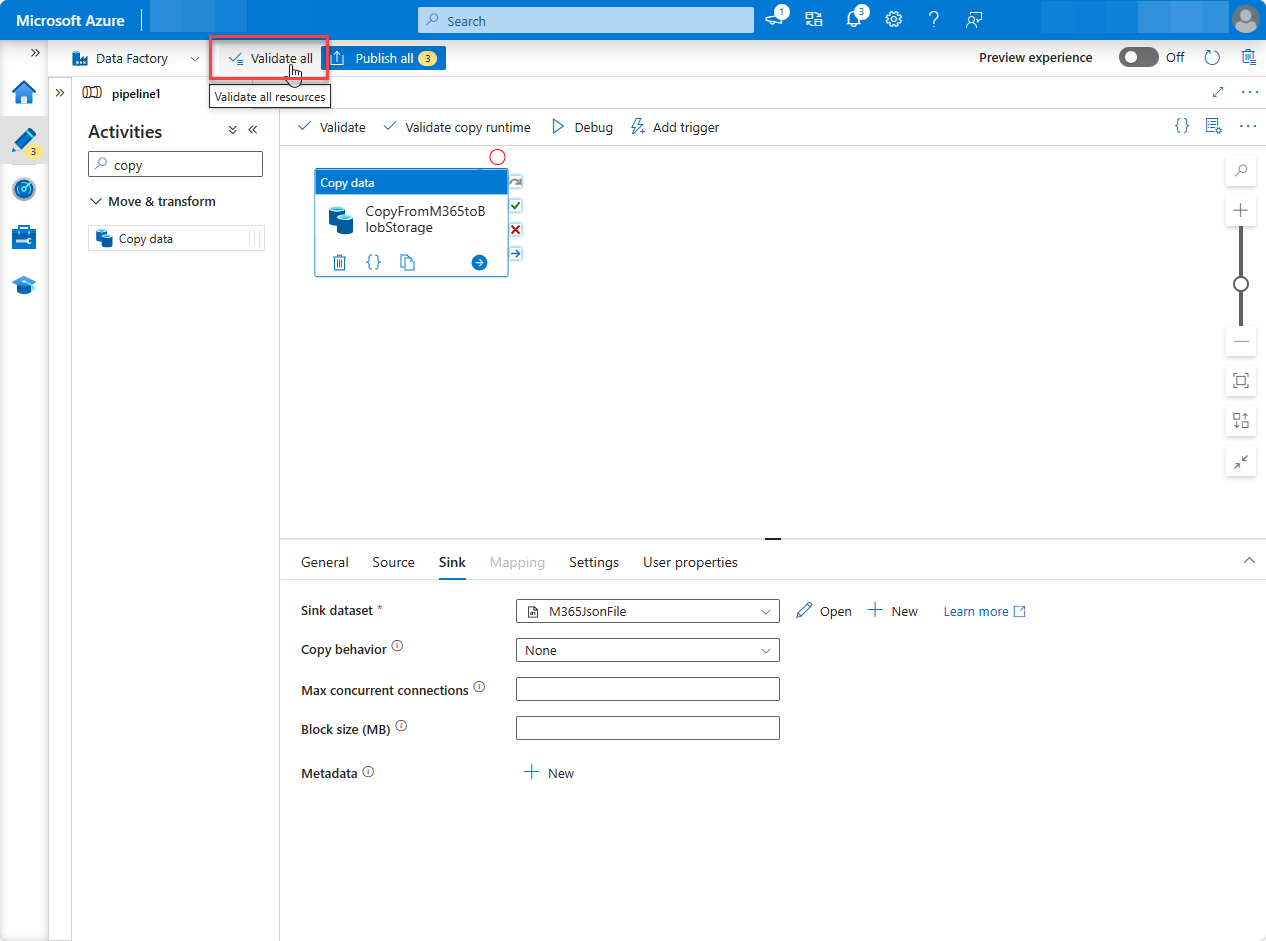 Microsoft Azure
Search
1
3
Data Factory
Validate all
Publish all 3
Preview experience
Off
Validate all resources
pipeline1
Activities
3
copy
Move & transform
Copy data
Validate
Validate copy runtime
Debug
Add trigger
Copy data
CopyFromM365toB
lobStorage
General
Source
Sink
Mapping
Settings
User properties
Sink dataset *
M365JsonFile
Open
New
Learn more
Copy behavior
None
Max concurrent connections
Block size (MB)
Metadata
New